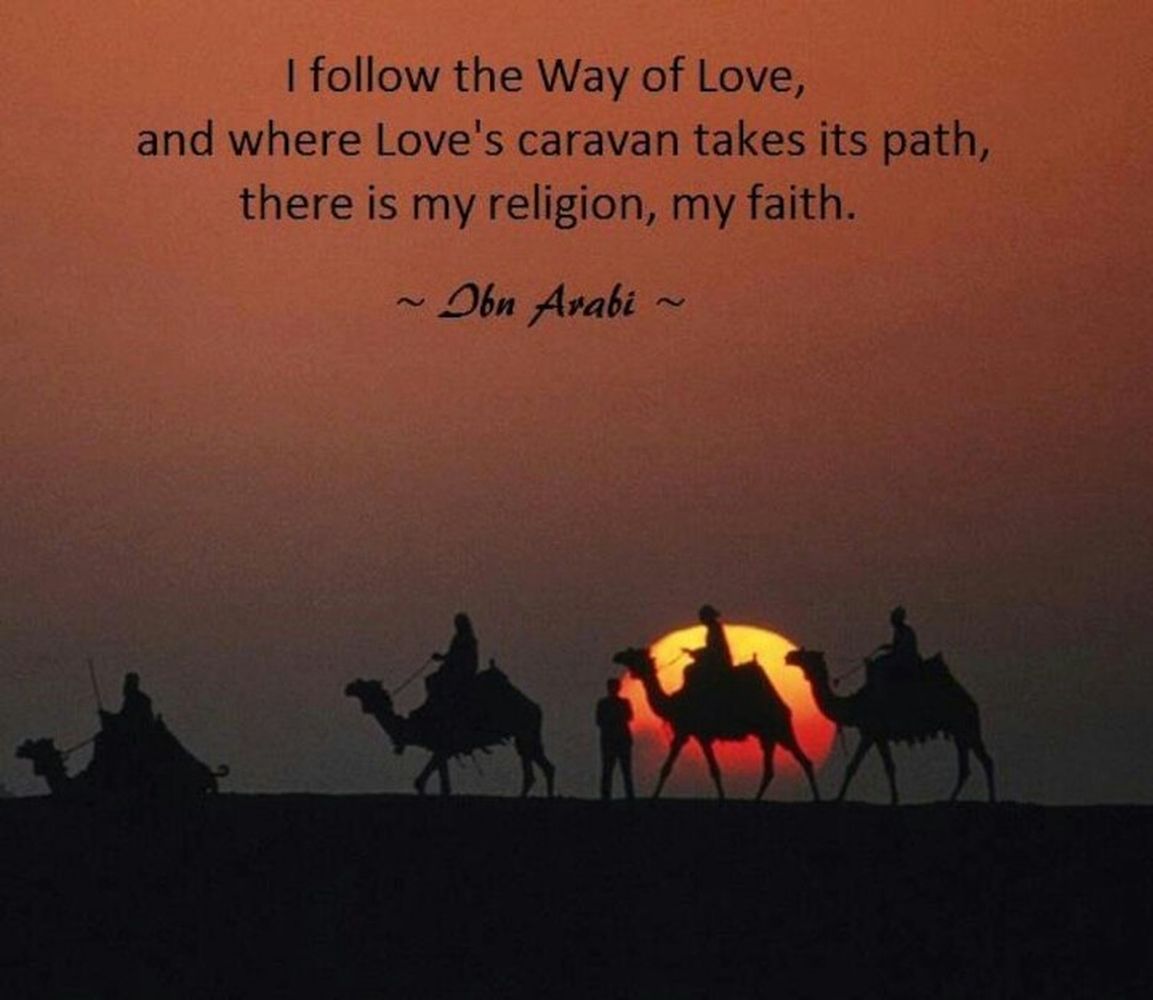 I follow the Way of Love,
and where Love's caravan takes its path,
there is my religion, my faith.
~ Ibn Arabi ~